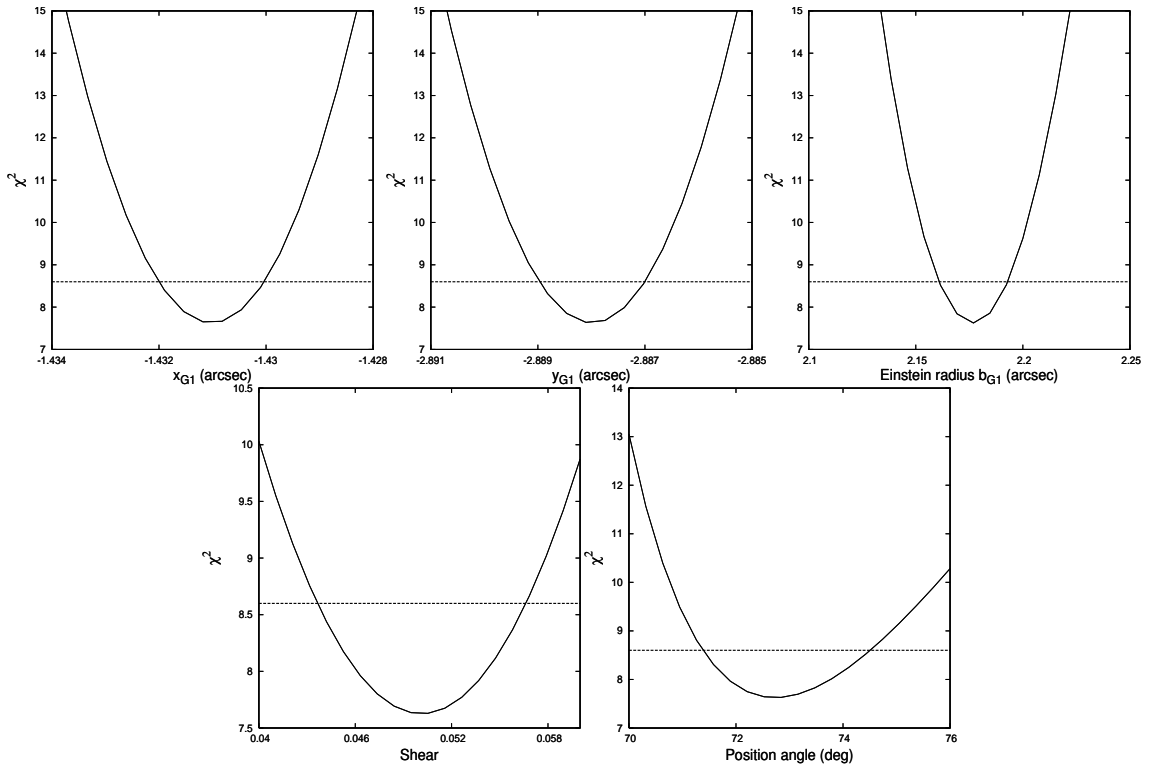 15
14
13
12
11
10
9
8
7
χ²
-1.434 -1.432 -1.43 -1.428
x_G1 (arcsec)
15
14
13
12
11
10
9
8
7
χ²
-2.891 -2.889 -2.887 -2.885
y_G1 (arcsec)
15
14
13
12
11
10
9
8
7
χ²
2.1 2.15 2.2 2.25
Einstein radius b_G1 (arcsec)
10.5
10
9.5
9
8.5
8
7.5
χ²
0.04 0.046 0.052 0.058
Shear
14
13
12
11
10
9
8
7
χ²
70 72 74 76
Position angle (deg)